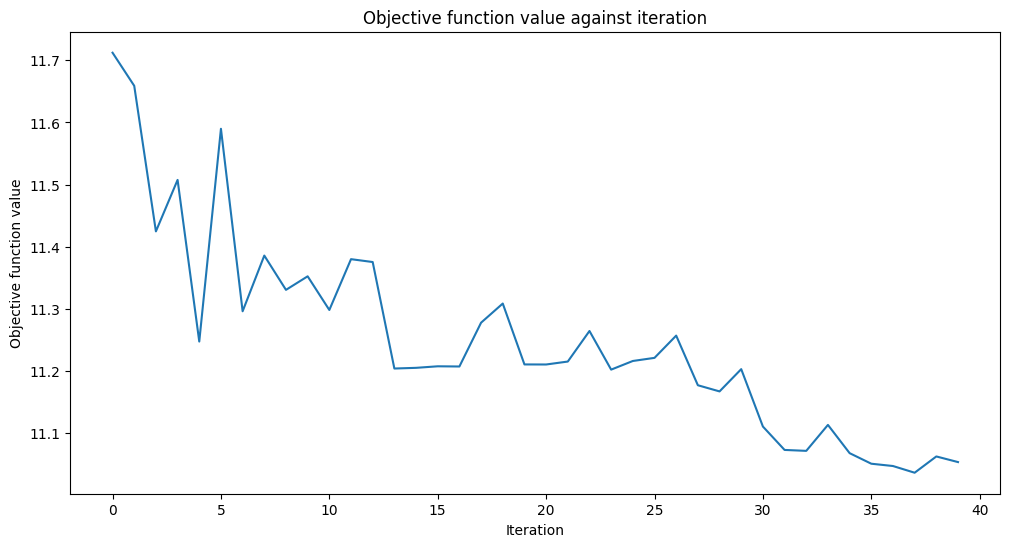 Objective function value against iteration
11.7
11.6
11.5
11.4
11.3
11.2
11.1
Objective function value
0 5 10 15 20 25 30 35 40
Iteration